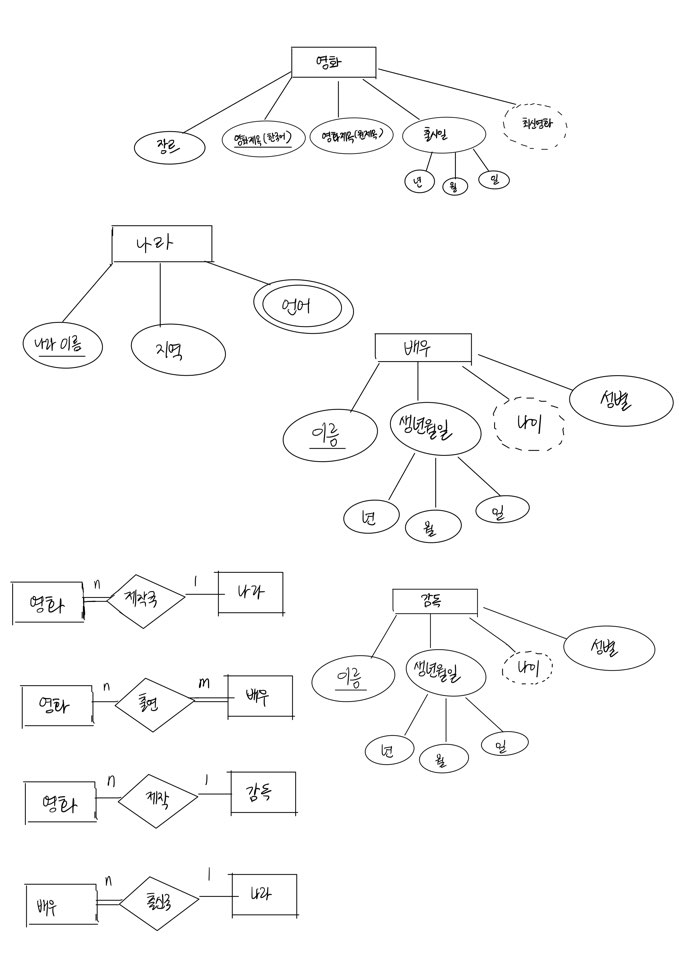 영화
장르
영화제목(한국어)
영화제목(원제목)
출시일
최신영화
년
월
일
나라
나라 이름
지역
언어
배우
이름
생년월일
나이
성별
년
월
일
감독
이름
생년월일
나이
성별
년
월
일
영화 n 제작국 1 나라
영화 n 출연 m 배우
영화 n 제작 1 감독
배우 n 출신국 1 나라